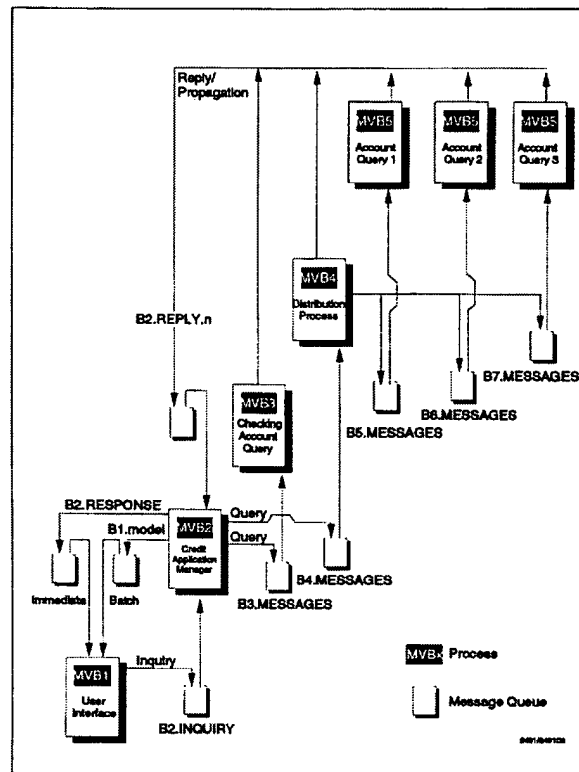 Reply/
Propagation
MVB5
Account
Query 1
MVB5
Account
Query 2
MVB5
Account
Query 3
MVB4
Distribution
Process
B2.REPLY.n
B7.MESSAGES
B6.MESSAGES
B5.MESSAGES
MVB3
Checking
Account
Query
B2.RESPONSE
B1.model
MVB2
Credit
Application
Manager
Query
Query
B4.MESSAGES
B3.MESSAGES
Immediate
Batch
MVB1
User
Interface
Inquiry
B2.INQUIRY
MVBx Process
Message Queue